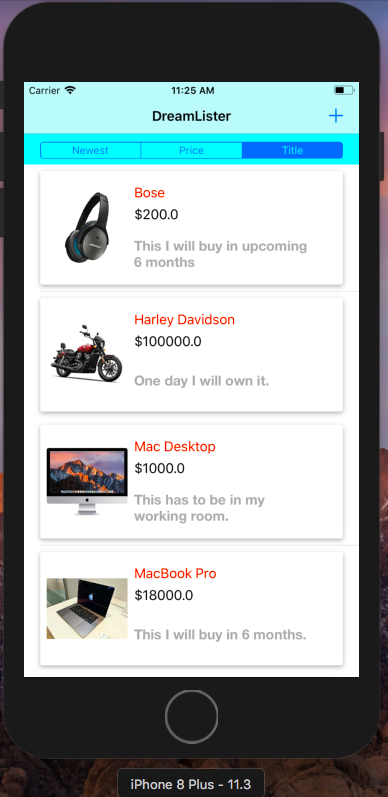 Carrier 11:25 AM
DreamLister
+
Newest Price Title
Bose
$200.0
This I will buy in upcoming
6 months
Harley Davidson
$100000.0
One day I will own it.
Mac Desktop
$1000.0
This has to be in my
working room.
MacBook Pro
$18000.0
This I will buy in 6 months.
iPhone 8 Plus - 11.3